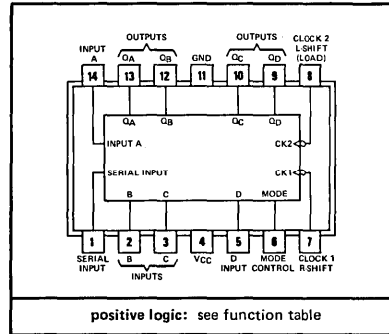 INPUT A
OUTPUTS
QA QB
GND
OUTPUTS
QC QD
CLOCK 2
L-SHIFT
(LOAD)
14 13 12 11 10 9 8
QA QB QC QD
INPUT A
CK2
SERIAL INPUT
CK1
B C D MODE
1 2 3 4 5 6 7
SERIAL INPUT
B C
INPUTS
VCC
D INPUT
MODE CONTROL
CLOCK 1
R-SHIFT
positive logic: see function table